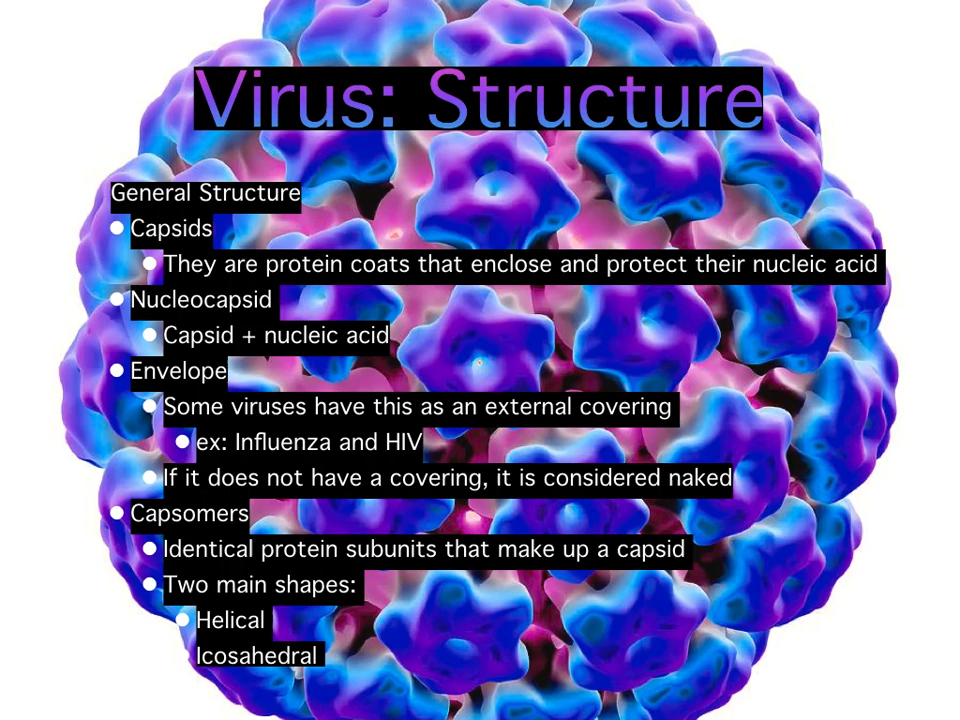 Virus: Structure
General Structure
● Capsids
● They are protein coats that enclose and protect their nucleic acid
● Nucleocapsid
● Capsid + nucleic acid
● Envelope
● Some viruses have this as an external covering
● ex: Influenza and HIV
● If it does not have a covering, it is considered naked
● Capsomers
● Identical protein subunits that make up a capsid
● Two main shapes:
● Helical
Icosahedral